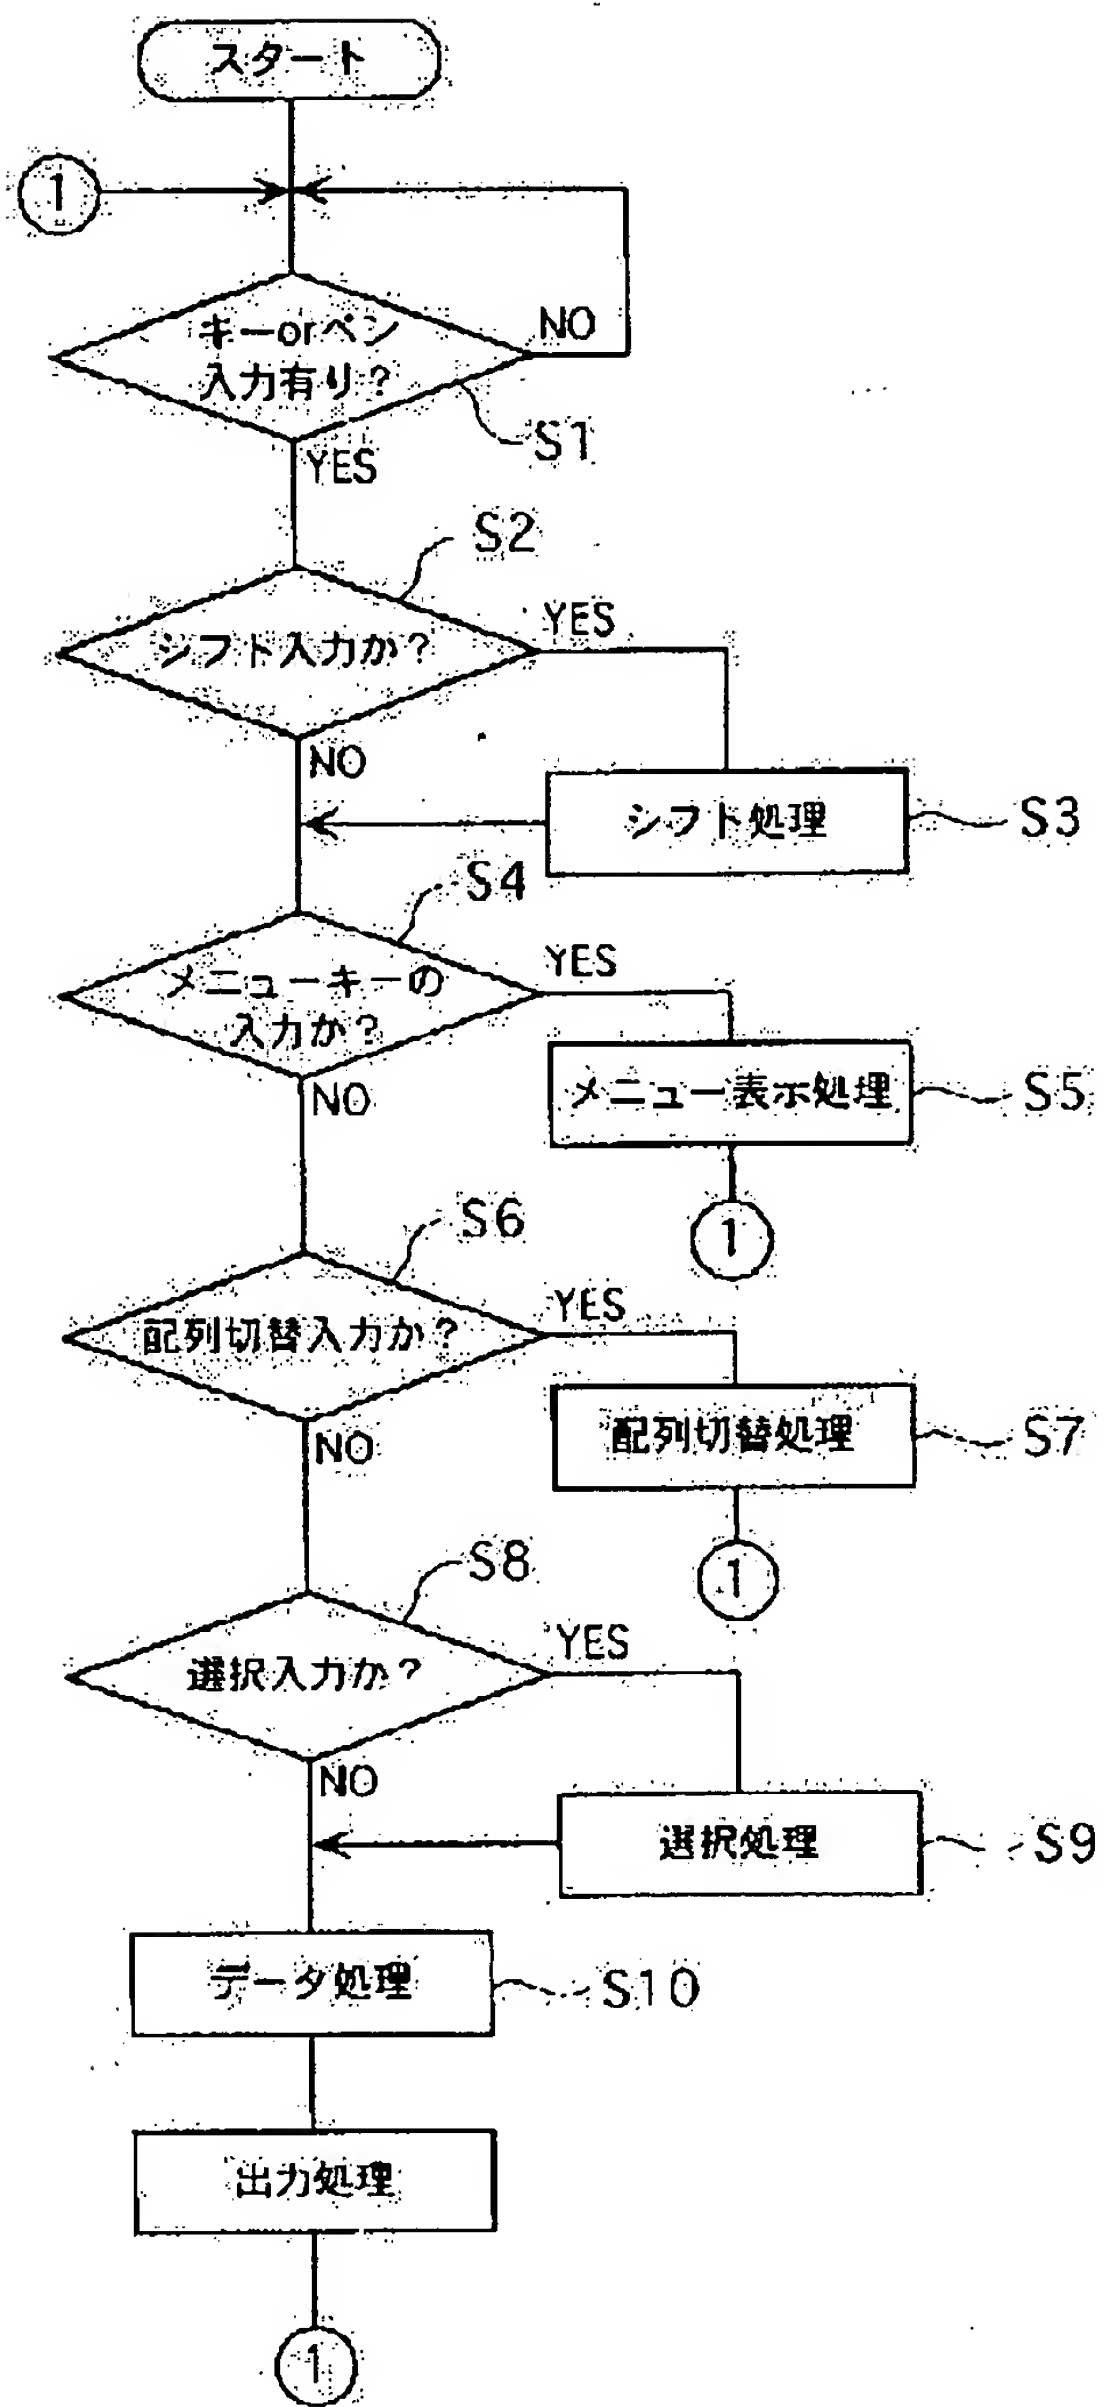 スタート
1
キーorペン
入力有り?
NO
S1
YES
S2
シフト入力か?
YES
NO
シフト処理
S3
S4
メニューキーの
入力か?
YES
NO
メニュー表示処理
S5
1
S6
配列切替入力か?
YES
NO
配列切替処理
S7
1
S8
選択入力か?
YES
NO
選択処理
S9
データ処理
S10
出力処理
1